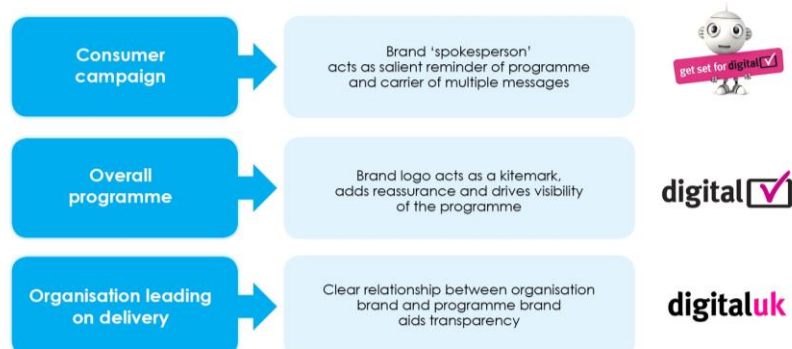 Consumer
campaign
Brand ‘spokesperson’
acts as salient reminder of programme
and carrier of multiple messages
get set for digital
Overall
programme
Brand logo acts as a kitemark,
adds reassurance and drives visibility
of the programme
digital
Organisation leading
on delivery
Clear relationship between organisation
brand and programme brand
aids transparency
digitaluk